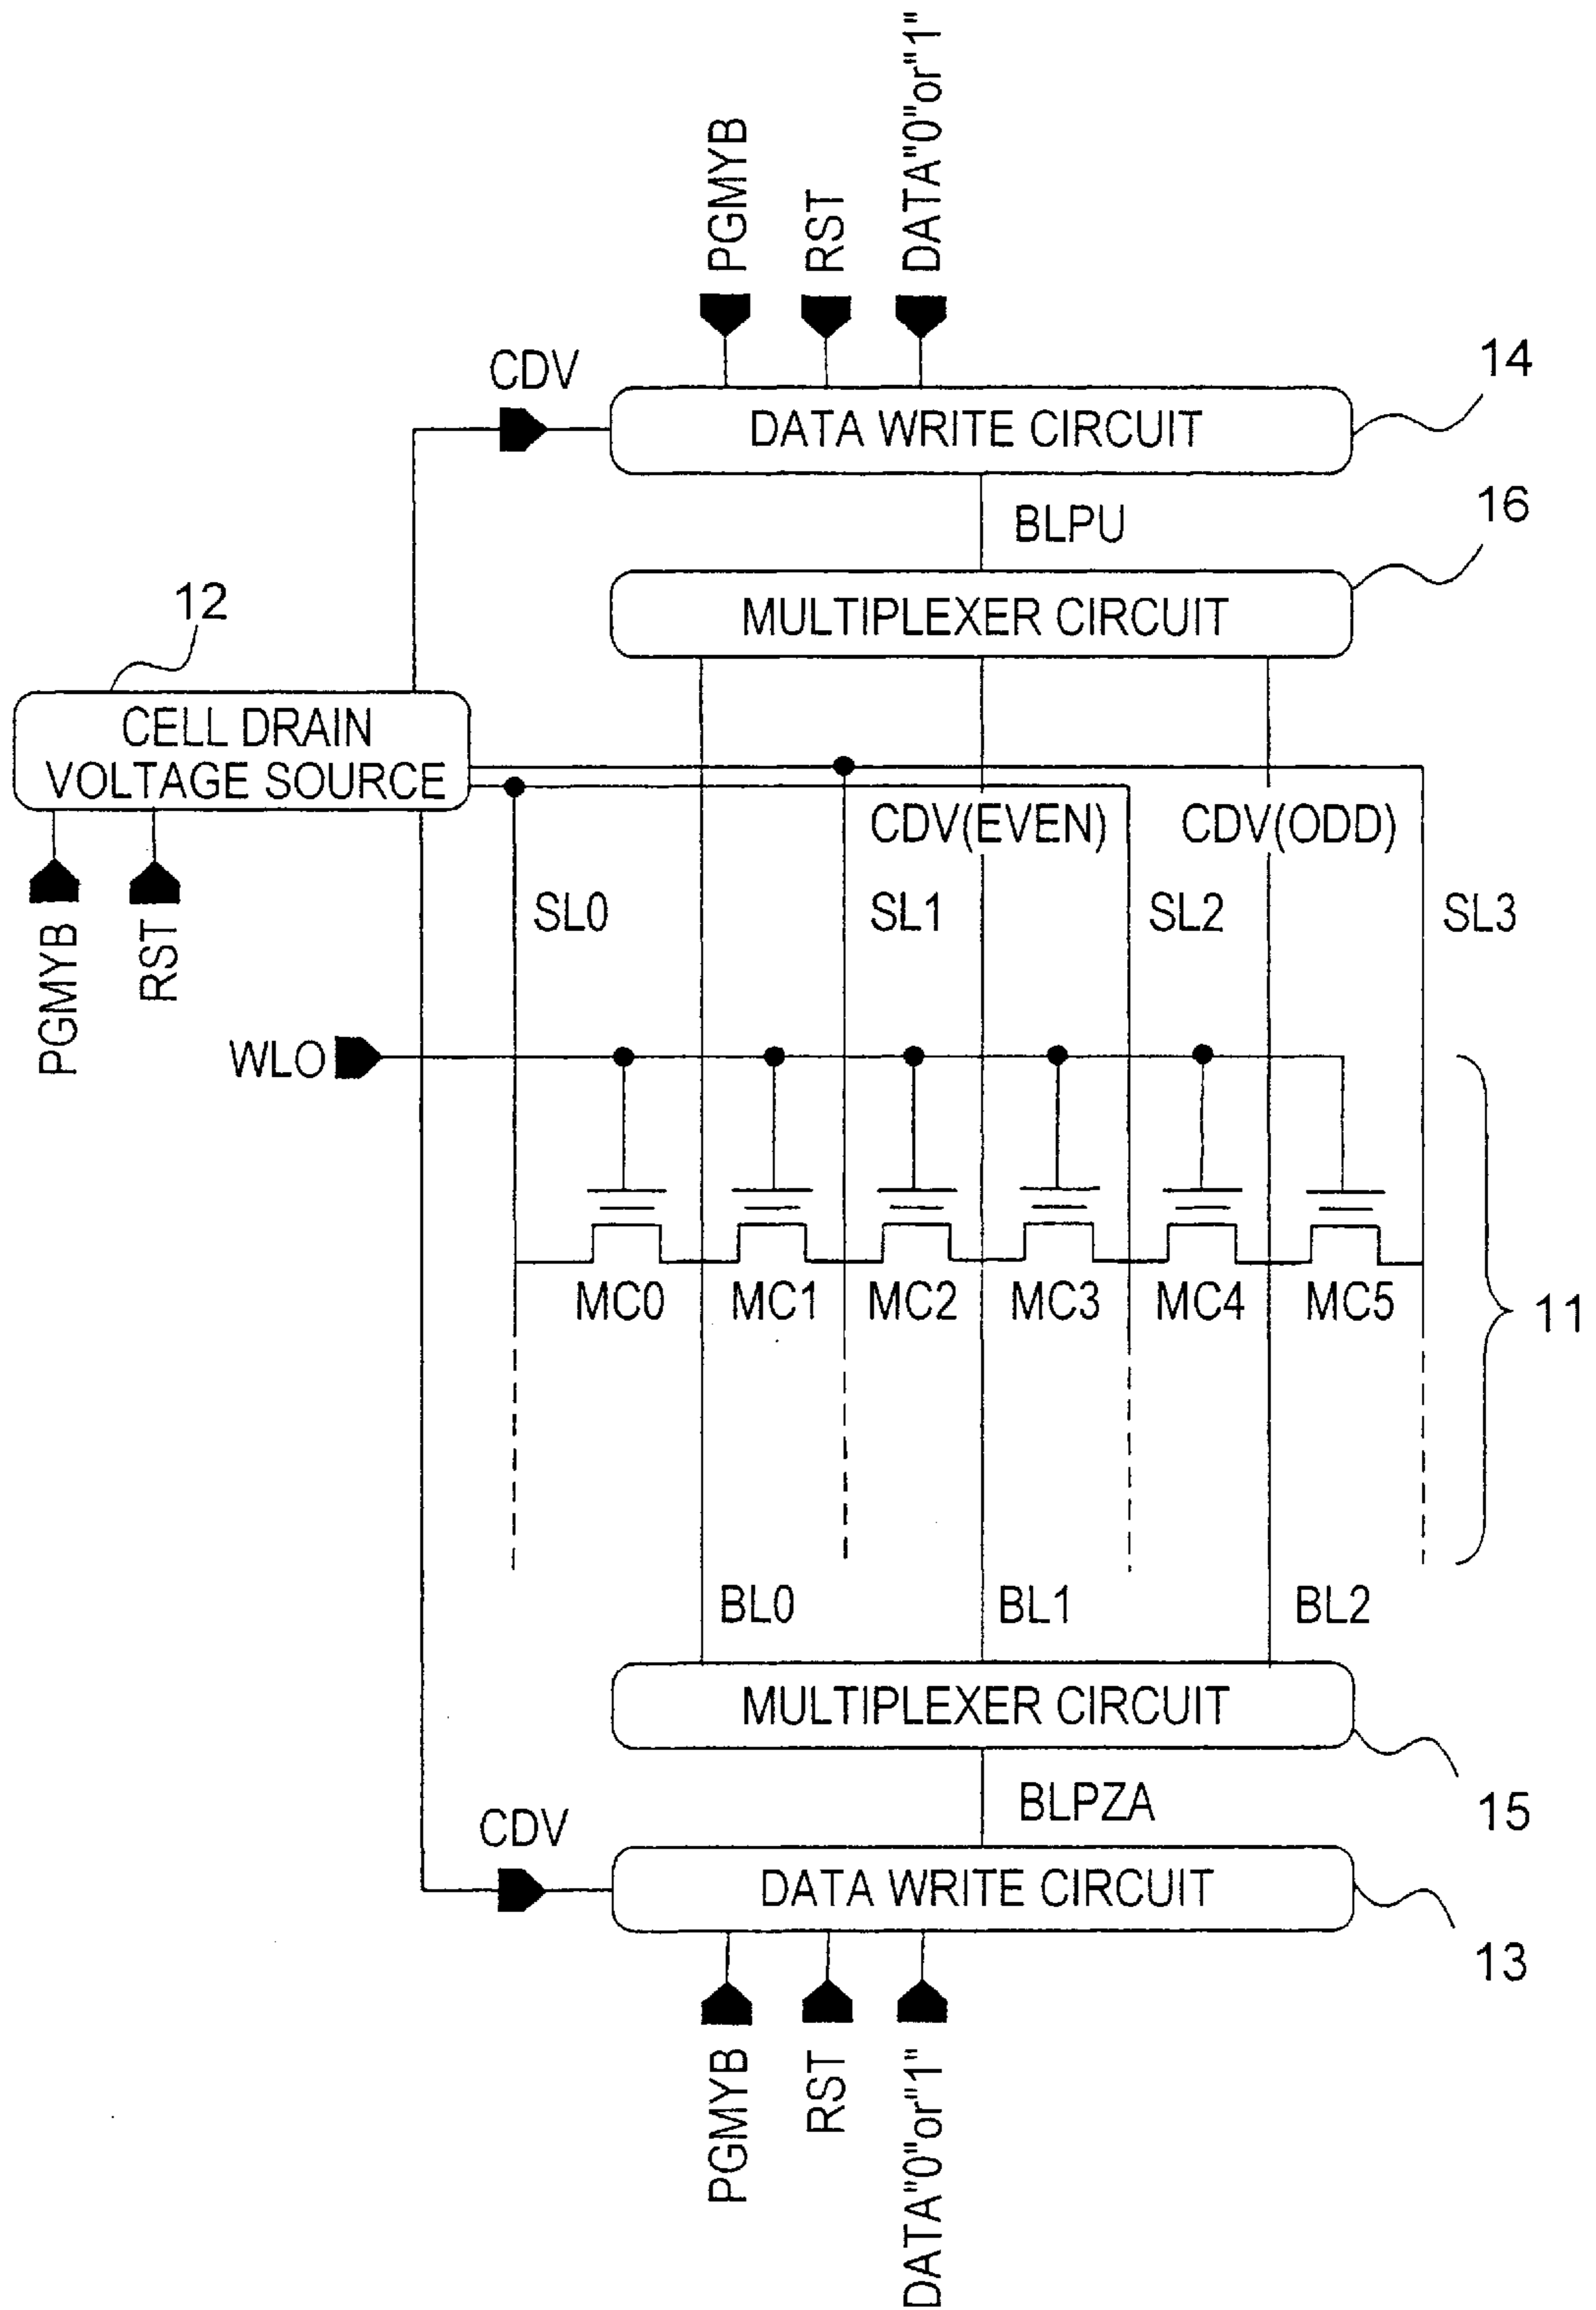 PGMYB
RST
DATA"0"or"1"
CDV
DATA WRITE CIRCUIT
14
BLPU
16
MULTIPLEXER CIRCUIT
12
CELL DRAIN
VOLTAGE SOURCE
CDV(EVEN)
CDV(ODD)
SL0
SL1
SL2
SL3
PGMYB
RST
WLO
MC0
MC1
MC2
MC3
MC4
MC5
11
BL0
BL1
BL2
MULTIPLEXER CIRCUIT
15
BLPZA
CDV
DATA WRITE CIRCUIT
13
PGMYB
RST
DATA"0"or"1"